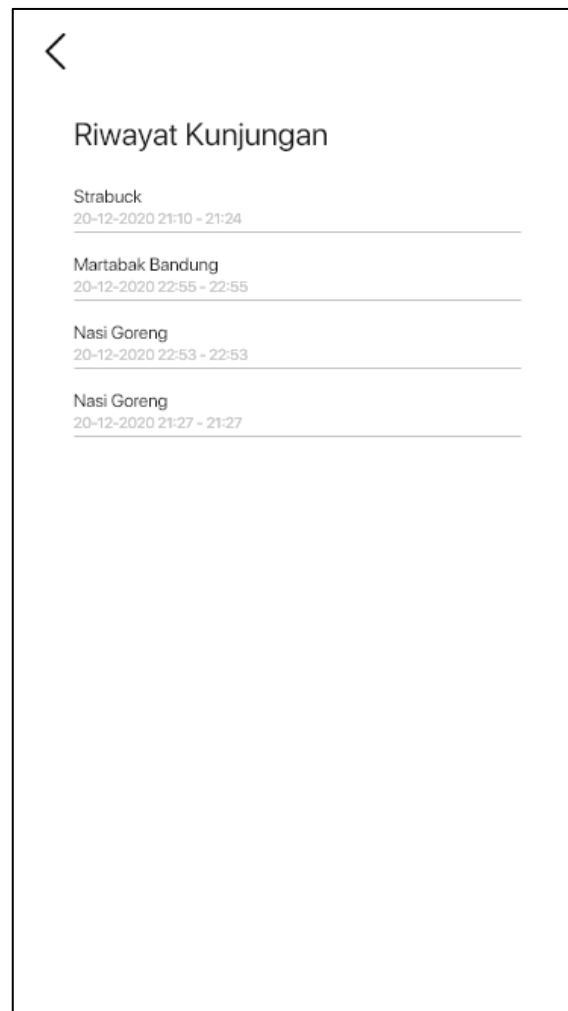 Riwayat Kunjungan
Strabuck
20-12-2020 21:10 - 21:24
Martabak Bandung
20-12-2020 22:55 - 22:55
Nasi Goreng
20-12-2020 22:53 - 22:53
Nasi Goreng
20-12-2020 21:27 - 21:27